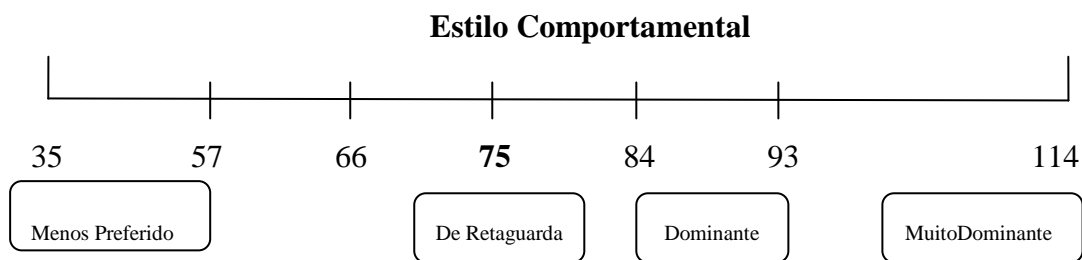 Estilo Comportamental
35 57 66 75 84 93 114
Menos Preferido De Retaguarda Dominante MuitoDominante